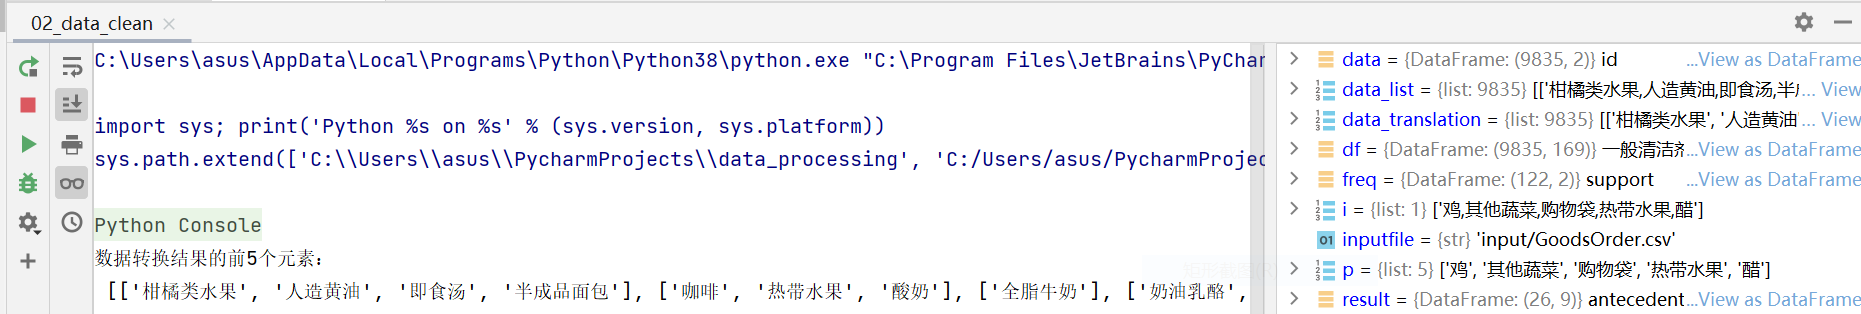 02_data_clean
C:\Users\asus\AppData\Local\Programs\Python\Python38\python.exe "C:\Program Files\JetBrains\PyChar
import sys; print('Python %s on %s' % (sys.version, sys.platform))
sys.path.extend(['C:\\Users\\asus\\PycharmProjects\\data_processing', 'C:/Users/asus/PycharmProjec
Python Console
数据转换结果的前5个元素:
[['柑橘类水果', '人造黄油', '即食汤', '半成品面包'], ['咖啡', '热带水果', '酸奶'], ['全脂牛奶'], ['奶油乳酪',
data = {DataFrame: (9835, 2)} id ...View as DataFrame
data_list = {list: 9835} [['柑橘类水果,人造黄油,即食汤,半... View
data_translation = {list: 9835} [['柑橘类水果', '人造黄油'... View
df = {DataFrame: (9835, 169)} 一般清洁剂...View as DataFrame
freq = {DataFrame: (122, 2)} support ...View as DataFrame
i = {list: 1} ['鸡,其他蔬菜,购物袋,热带水果,醋']
inputfile = {str} 'input/GoodsOrder.csv'
p = {list: 5} ['鸡', '其他蔬菜', '购物袋', '热带水果', '醋']
result = {DataFrame: (26, 9)} antecedent...View as DataFrame